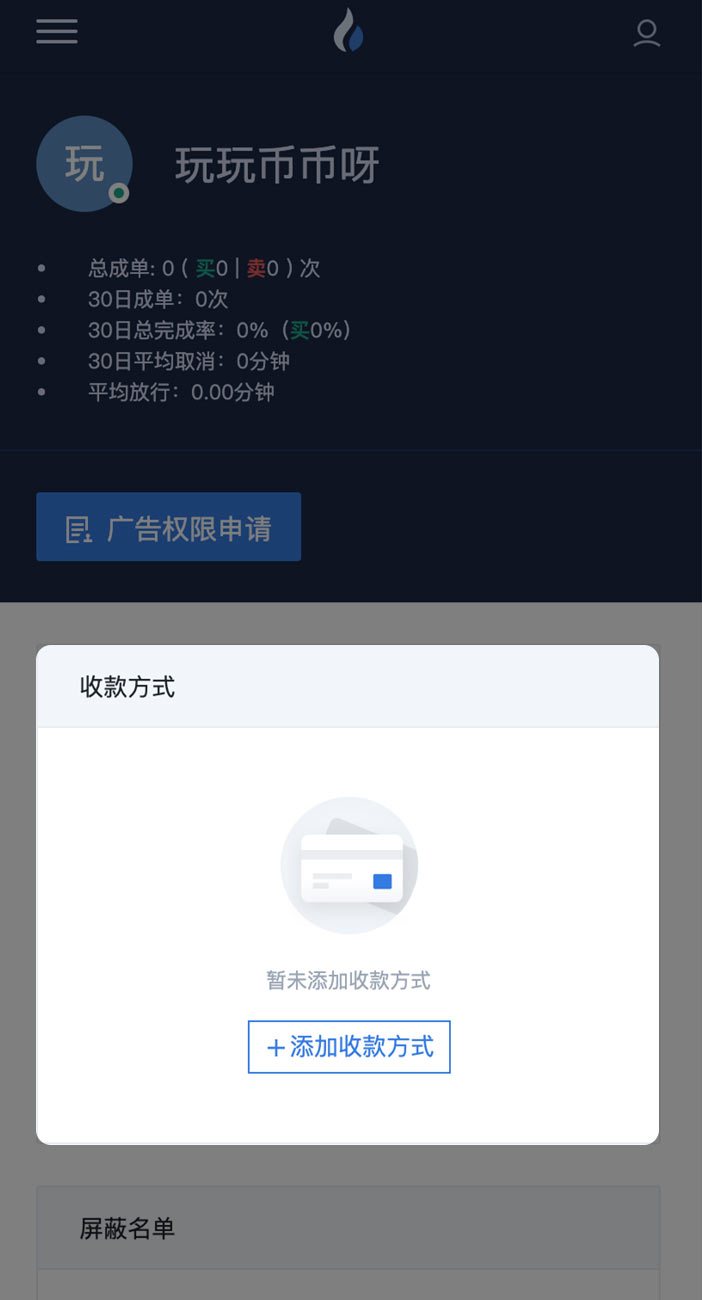 玩
玩玩币币呀
总成单: 0 ( 买0 | 卖0 ) 次
30日成单：0次
30日总完成率：0%（买0%）
30日平均取消：0分钟
平均放行：0.00分钟
广告权限申请
收款方式
暂未添加收款方式
+添加收款方式
屏蔽名单